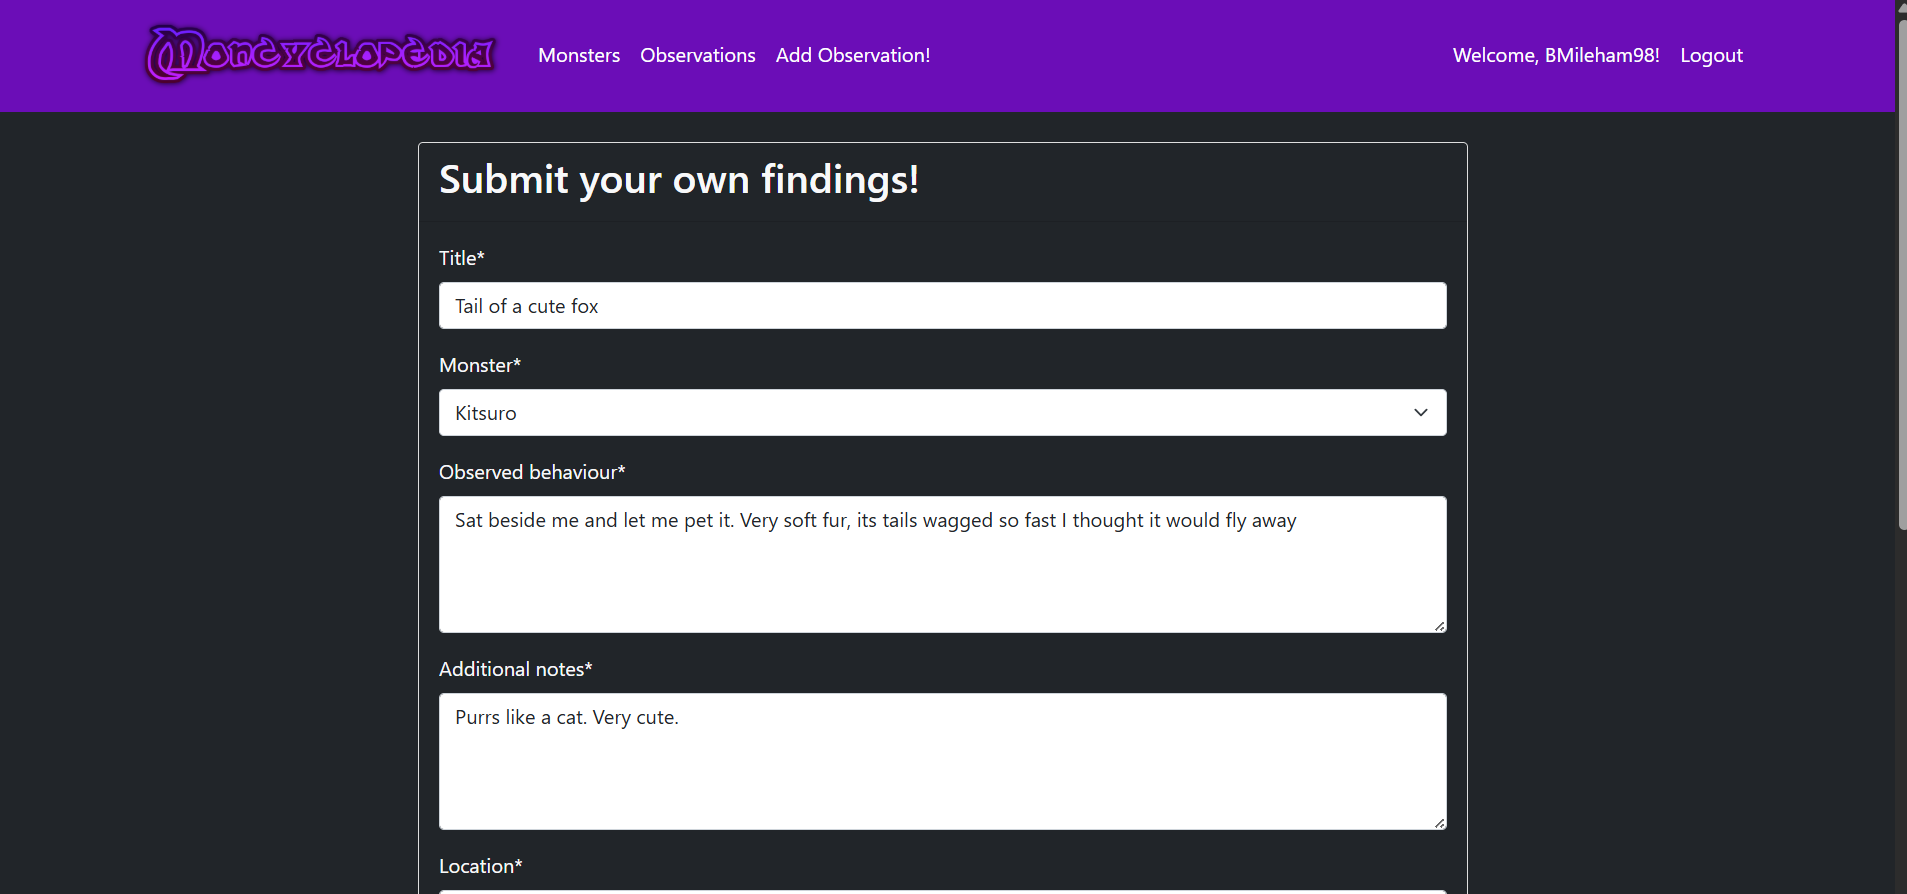 Moncyclopedia Monsters Observations Add Observation! Welcome, BMileham98! Logout
Submit your own findings!
Title*
Tail of a cute fox
Monster*
Kitsuro
Observed behaviour*
Sat beside me and let me pet it. Very soft fur, its tails wagged so fast I thought it would fly away
Additional notes*
Purrs like a cat. Very cute.
Location*